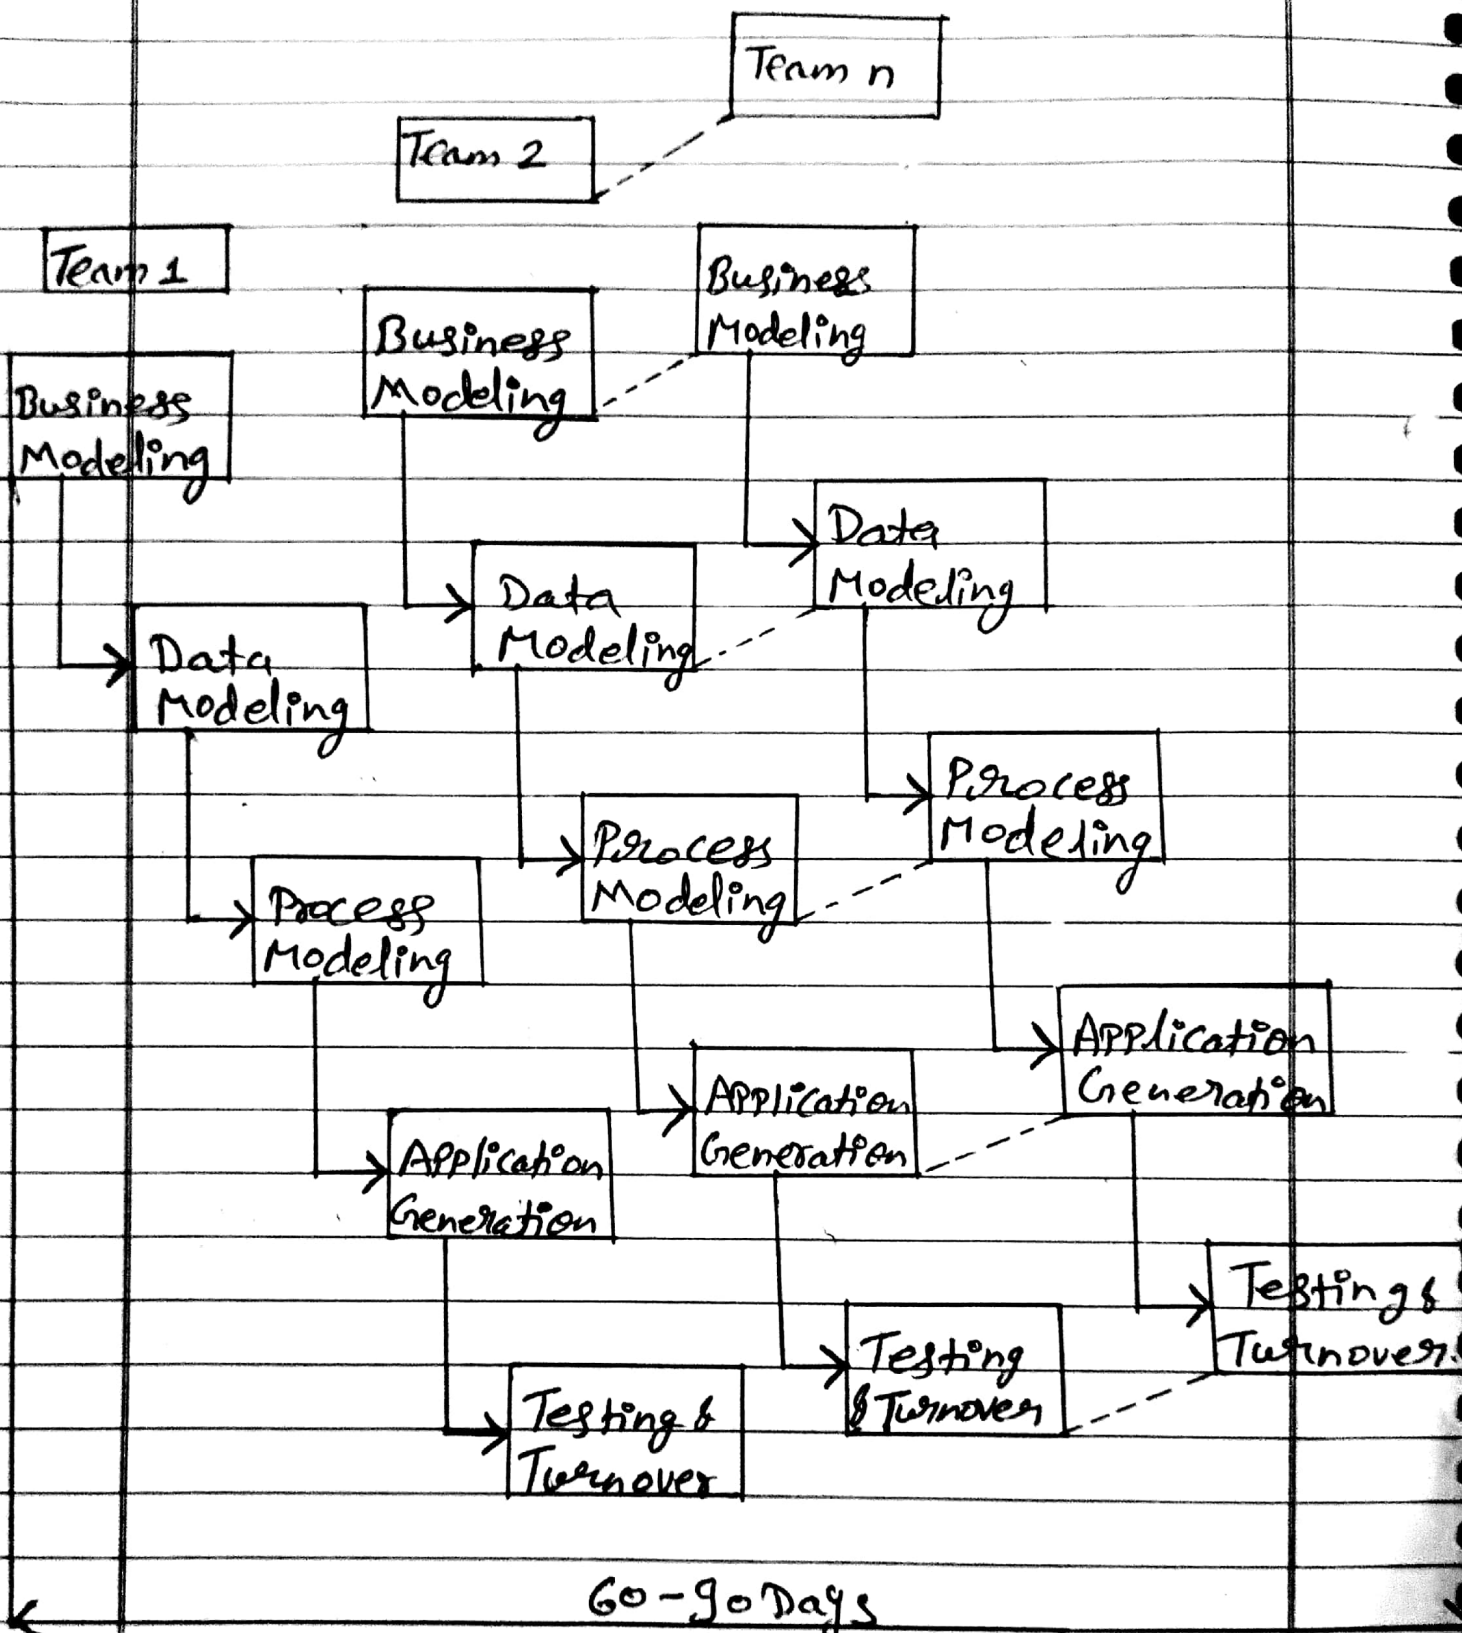 Team n
Team 2
Team 1
Business
Modeling
Business
Modeling
Business
Modeling
Data
Modeling
Data
Modeling
Data
Modeling
Process
Modeling
Process
Modeling
Process
Modeling
Application
Generation
Application
Generation
Application
Generation
Testing &
Turnover
Testing
& Turnover
Testing &
Turnover
60-90 Days